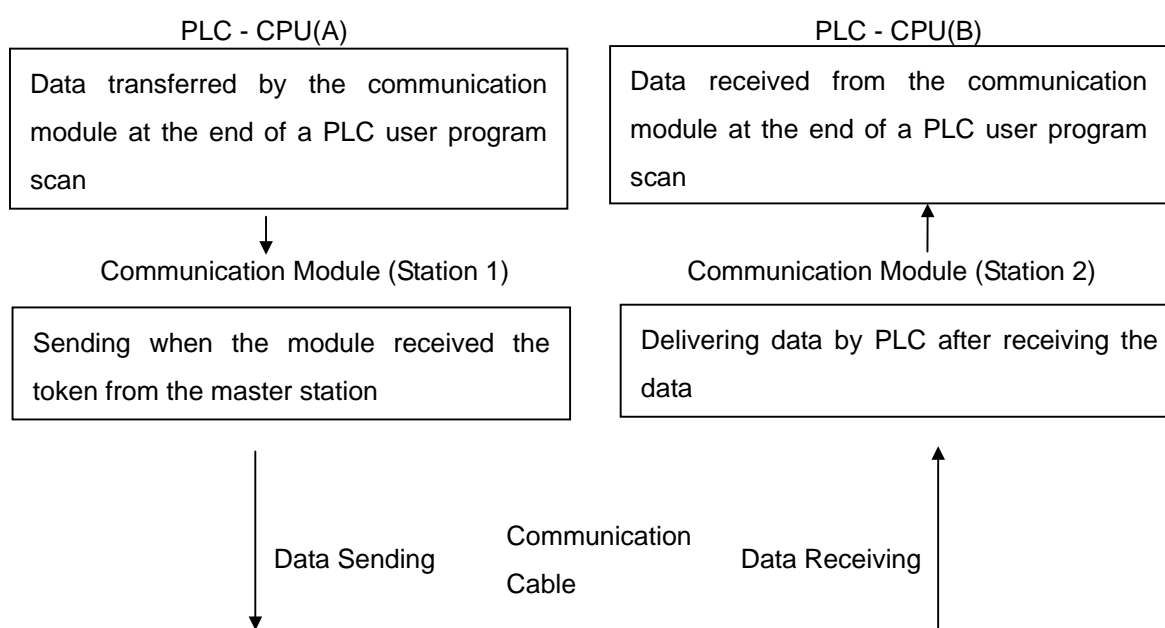 PLC - CPU(A)
Data transferred by the communication
module at the end of a PLC user program
scan
Communication Module (Station 1)
Sending when the module received the
token from the master station
Data Sending
Communication
Cable
PLC - CPU(B)
Data received from the communication
module at the end of a PLC user program
scan
Communication Module (Station 2)
Delivering data by PLC after receiving the
data
Data Receiving